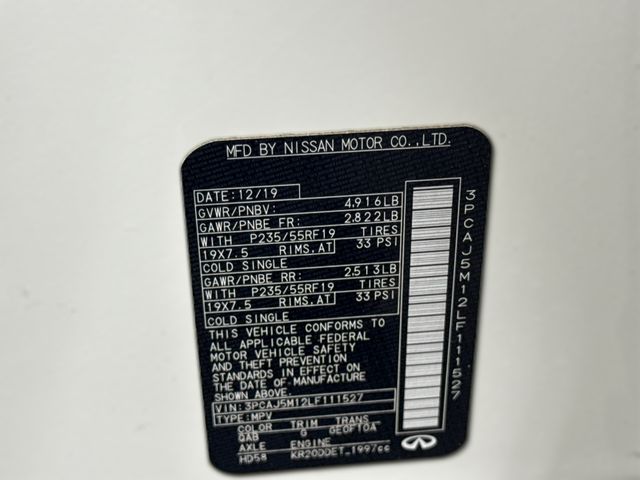 MFD BY NISSAN MOTOR CO.,LTD.
DATE: 12/19
GVWR/PNBV: 4,916LB
GAWR/PNBE FR: 2,822LB
WITH P235/55RF19 TIRES
19X7.5 RIMS.AT 33 PSI
COLD SINGLE
GAWR/PNBE RR: 2,513LB
WITH P235/55RF19 TIRES
19X7.5 RIMS.AT 33 PSI
COLD SINGLE
THIS VEHICLE CONFORMS TO
ALL APPLICABLE FEDERAL
MOTOR VEHICLE SAFETY
AND THEFT PREVENTION
STANDARDS IN EFFECT ON
THE DATE OF MANUFACTURE
SHOWN ABOVE.
VIN: 3PCAJ5M12LF111527
TYPE: MPV
COLOR TRIM TRANS
QAB G GE0F10A
AXLE ENGINE
HD58 KR20DDET 1997cc
3PCAJ5M12LF111527